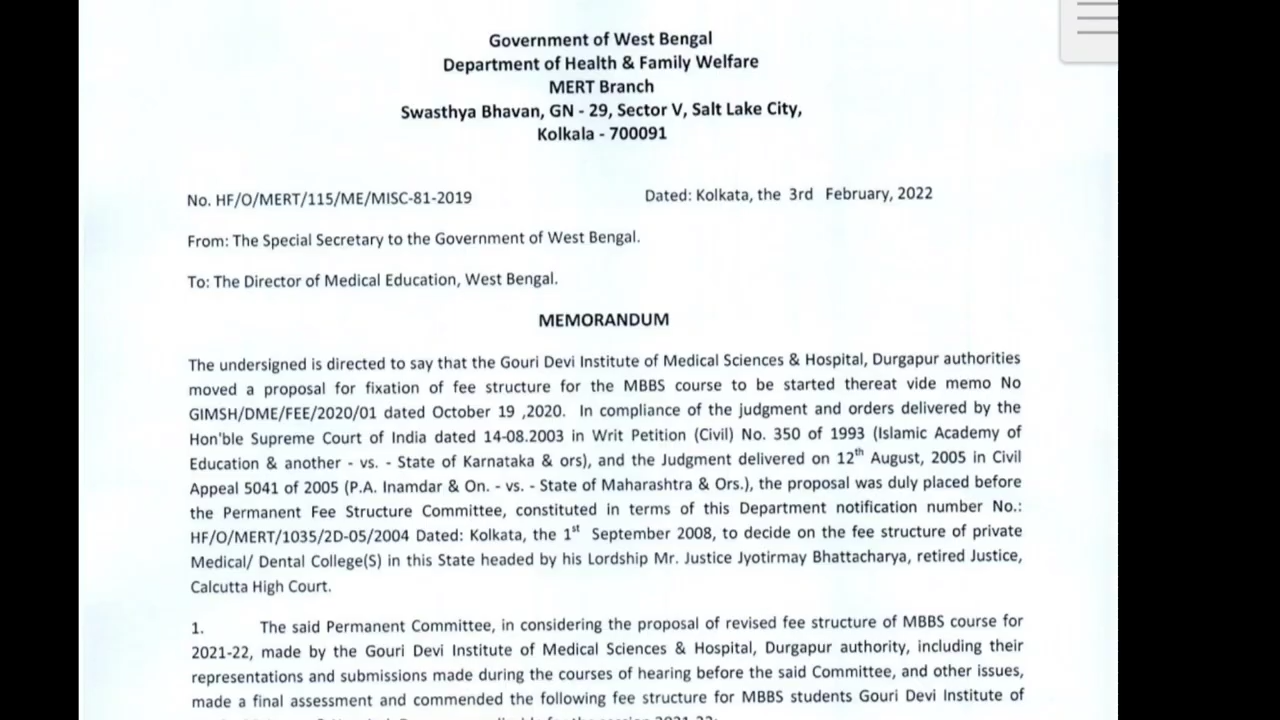 Government of West Bengal
Department of Health & Family Welfare
MERT Branch
Swasthya Bhavan, GN - 29, Sector V, Salt Lake City,
Kolkala - 700091
No. HF/O/MERT/115/ME/MISC-81-2019 Dated: Kolkata, the 3rd February, 2022
From: The Special Secretary to the Government of West Bengal.
To: The Director of Medical Education, West Bengal.
MEMORANDUM
The undersigned is directed to say that the Gouri Devi Institute of Medical Sciences & Hospital, Durgapur authorities
moved a proposal for fixation of fee structure for the MBBS course to be started thereat vide memo No
GIMSH/DME/FEE/2020/01 dated October 19 ,2020. In compliance of the judgment and orders delivered by the
Hon'ble Supreme Court of India dated 14-08.2003 in Writ Petition (Civil) No. 350 of 1993 (Islamic Academy of
Education & another - vs. - State of Karnataka & ors), and the Judgment delivered on 12th August, 2005 in Civil
Appeal 5041 of 2005 (P.A. Inamdar & On. - vs. - State of Maharashtra & Ors.), the proposal was duly placed before
the Permanent Fee Structure Committee, constituted in terms of this Department notification number No.:
HF/O/MERT/1035/2D-05/2004 Dated: Kolkata, the 1st September 2008, to decide on the fee structure of private
Medical/ Dental College(S) in this State headed by his Lordship Mr. Justice Jyotirmay Bhattacharya, retired Justice,
Calcutta High Court.
1. The said Permanent Committee, in considering the proposal of revised fee structure of MBBS course for
2021-22, made by the Gouri Devi Institute of Medical Sciences & Hospital, Durgapur authority, including their
representations and submissions made during the courses of hearing before the said Committee, and other issues,
made a final assessment and commended the following fee structure for MBBS students Gouri Devi Institute of